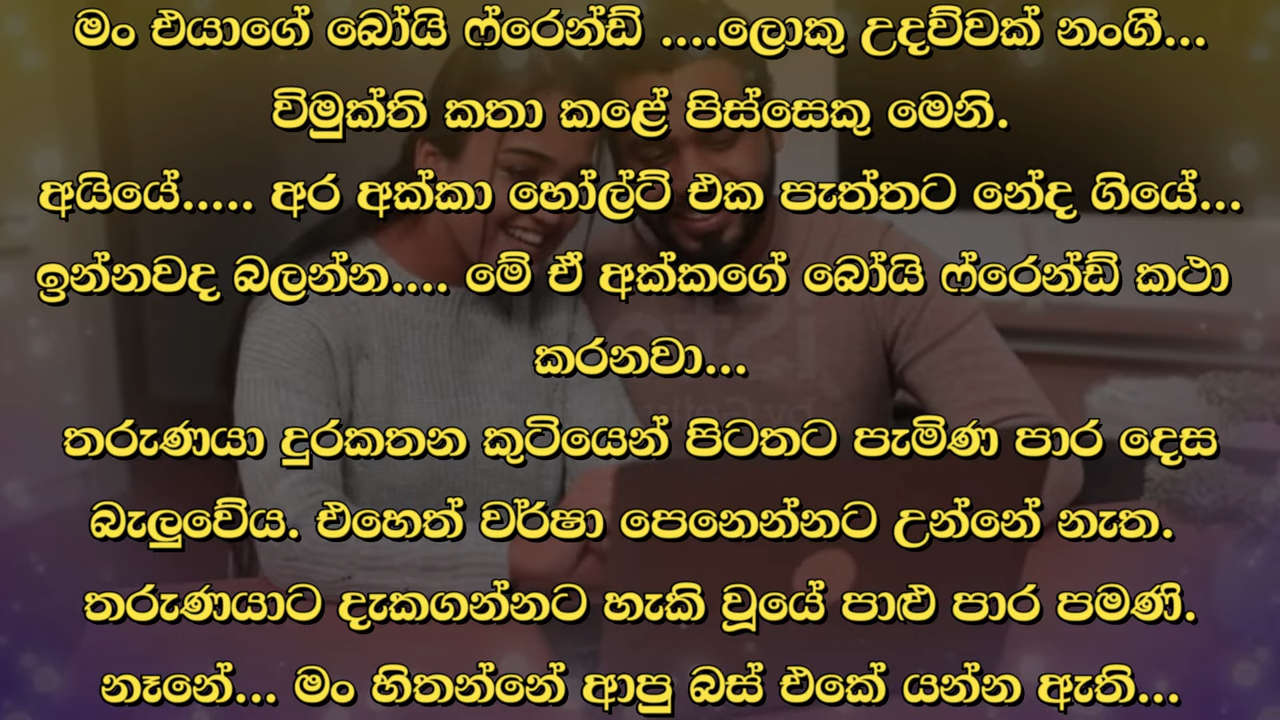 මං එයාගේ බෝයි ෆ්රෙන්ඩ් ....ලොකු උදව්වක් නංගී...
විමුක්ති කතා කළේ පිස්සෙකු මෙනි.
අයියේ..... අර අක්කා හෝල්ට් එක පැත්තට නේද ගියේ...
ඉන්නවද බලන්න.... මේ ඒ අක්කගේ බෝයි ෆ්රෙන්ඩ් කථා
කරනවා...
තරුණයා දුරකතන කුටියෙන් පිටතට පැමිණ පාර දෙස
බැලුවේය. එහෙත් වර්ෂා පෙනෙන්නට උන්නේ නැත.
තරුණයාට දැකගන්නට හැකි වූයේ පාළු පාර පමණි.
නෑනේ... මං හිතන්නේ ආපු බස් එකේ යන්න ඇති...